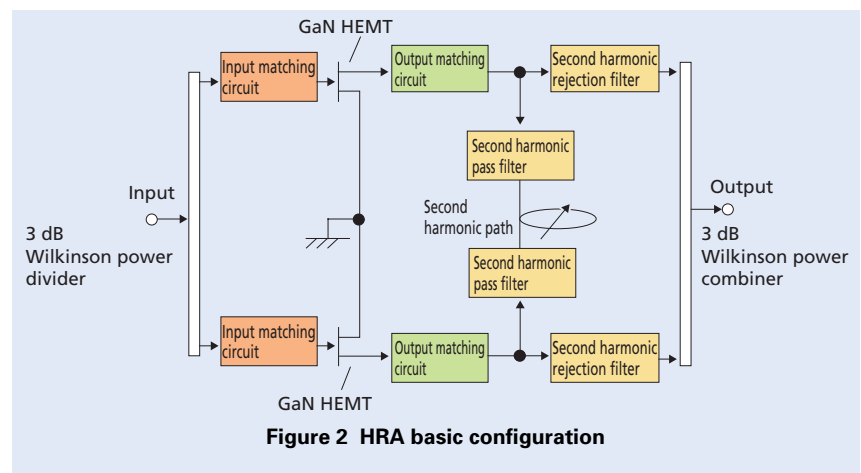 GaN HEMT
Input matching
circuit
Output matching
circuit
Second harmonic
rejection filter
Second harmonic
pass filter
Input
Output
Second
harmonic path
3 dB
Wilkinson power
divider
3 dB
Wilkinson power
combiner
Second harmonic
pass filter
Input matching
circuit
Output matching
circuit
Second harmonic
rejection filter
GaN HEMT
Figure 2 HRA basic configuration